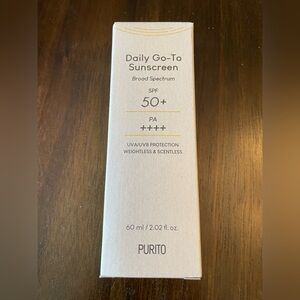 Daily Go-To
Sunscreen
Broad Spectrum
SPF
50+
PA
++++
UVA/UVB PROTECTION
WEIGHTLESS & SCENTLESS
60 ml / 2.02 fl. oz.
PURITO